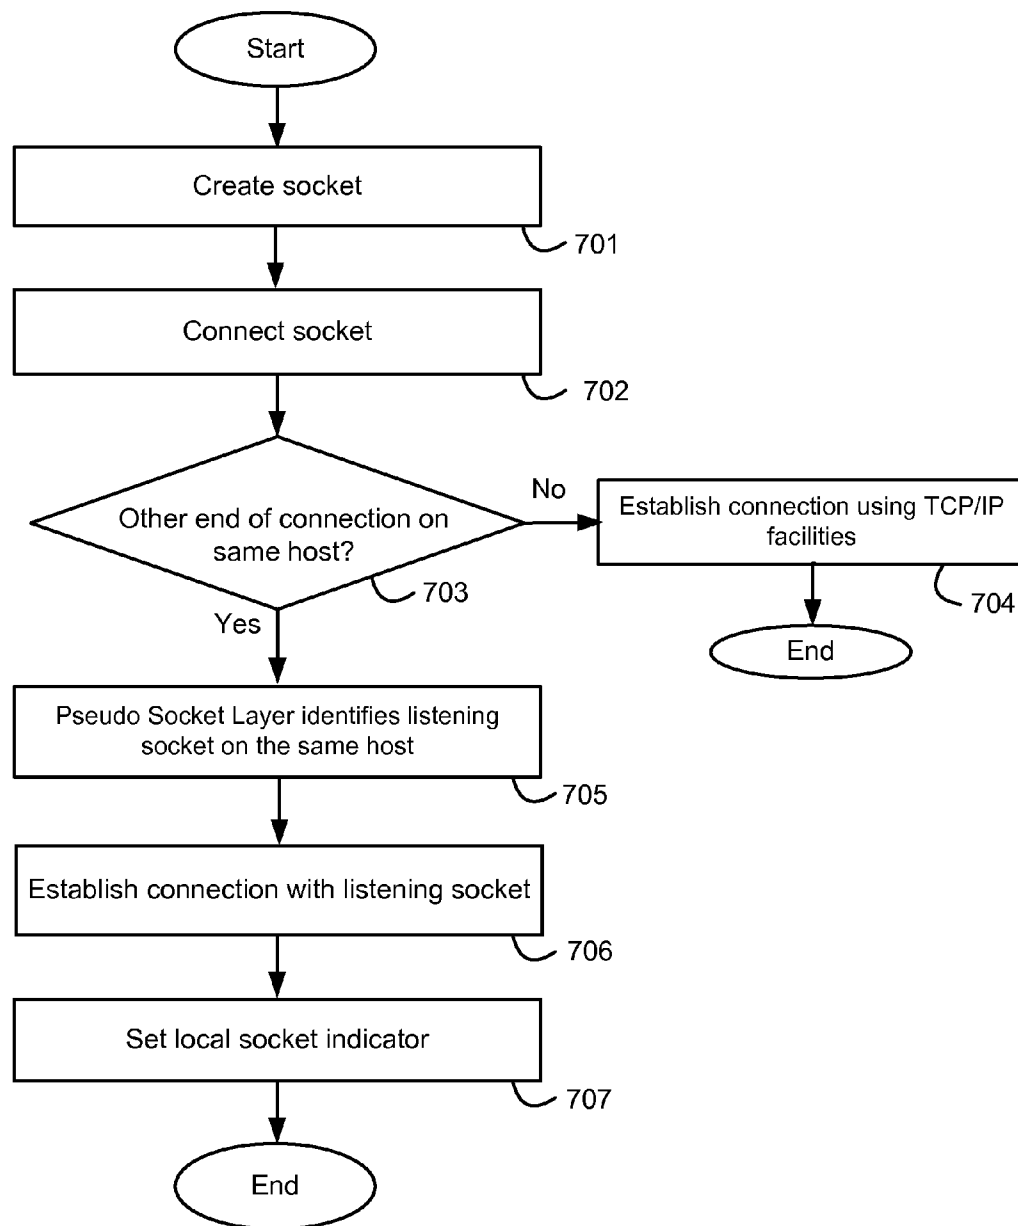 Start
Create socket
701
Connect socket
702
Other end of connection on
same host?
703
No
Establish connection using TCP/IP
facilities
704
End
Yes
Pseudo Socket Layer identifies listening
socket on the same host
705
Establish connection with listening socket
706
Set local socket indicator
707
End